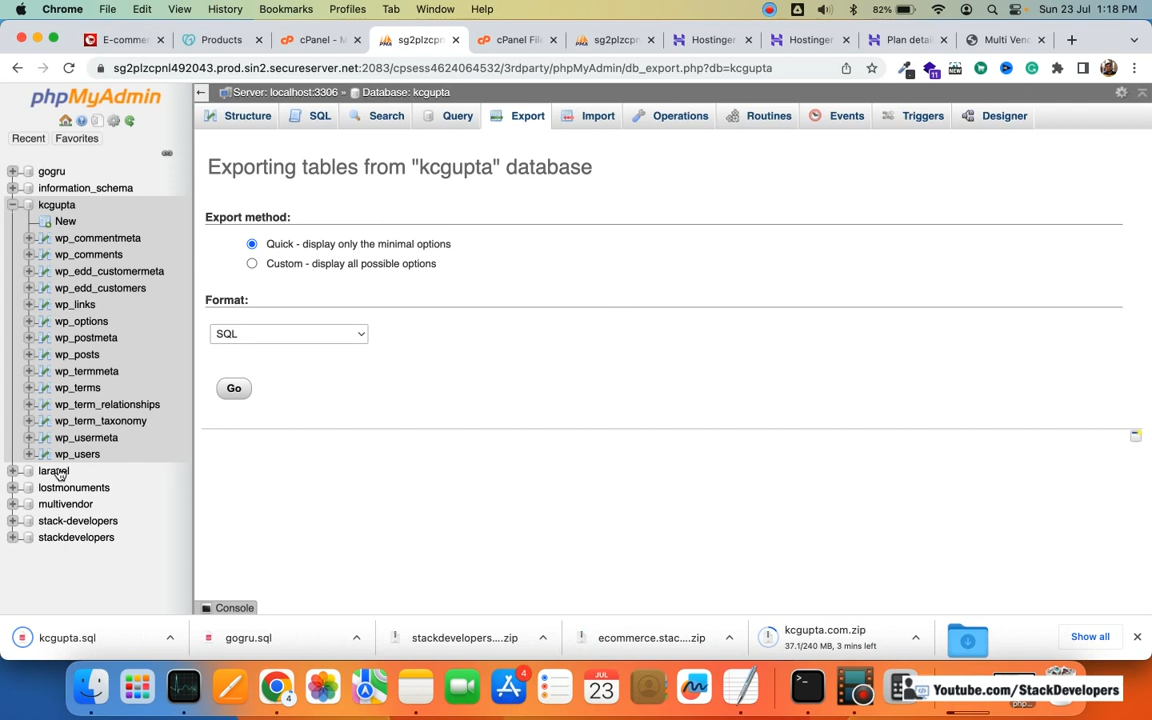 Chrome File Edit View History Bookmarks Profiles Tab Window Help 82% Sun 23 Jul 1:18 PM
E-commer Products cPanel - M sg2plzcpn cPanel File sg2plzcpn Hostinger Hostinger Plan detai Multi Vend
sg2plzcpnl492043.prod.sin2.secureserver.net:2083/cpsess4624064532/3rdparty/phpMyAdmin/db_export.php?db=kcgupta
11
NEW
phpMyAdmin
Recent Favorites
gogru
information_schema
kcgupta
New
wp_commentmeta
wp_comments
wp_edd_customermeta
wp_edd_customers
wp_links
wp_options
wp_postmeta
wp_posts
wp_termmeta
wp_terms
wp_term_relationships
wp_term_taxonomy
wp_usermeta
wp_users
laravel
lostmonuments
multivendor
stack-developers
stackdevelopers
Server: localhost:3306 » Database: kcgupta
Structure SQL Search Query Export Import Operations Routines Events Triggers Designer
Exporting tables from "kcgupta" database
Export method:
Quick - display only the minimal options
Custom - display all possible options
Format:
SQL
Go
Console
kcgupta.sql gogru.sql stackdevelopers....zip ecommerce.stac....zip kcgupta.com.zip
37.1/240 MB, 3 mins left
Show all
4
JUL
23
4
Youtube.com/StackDevelopers